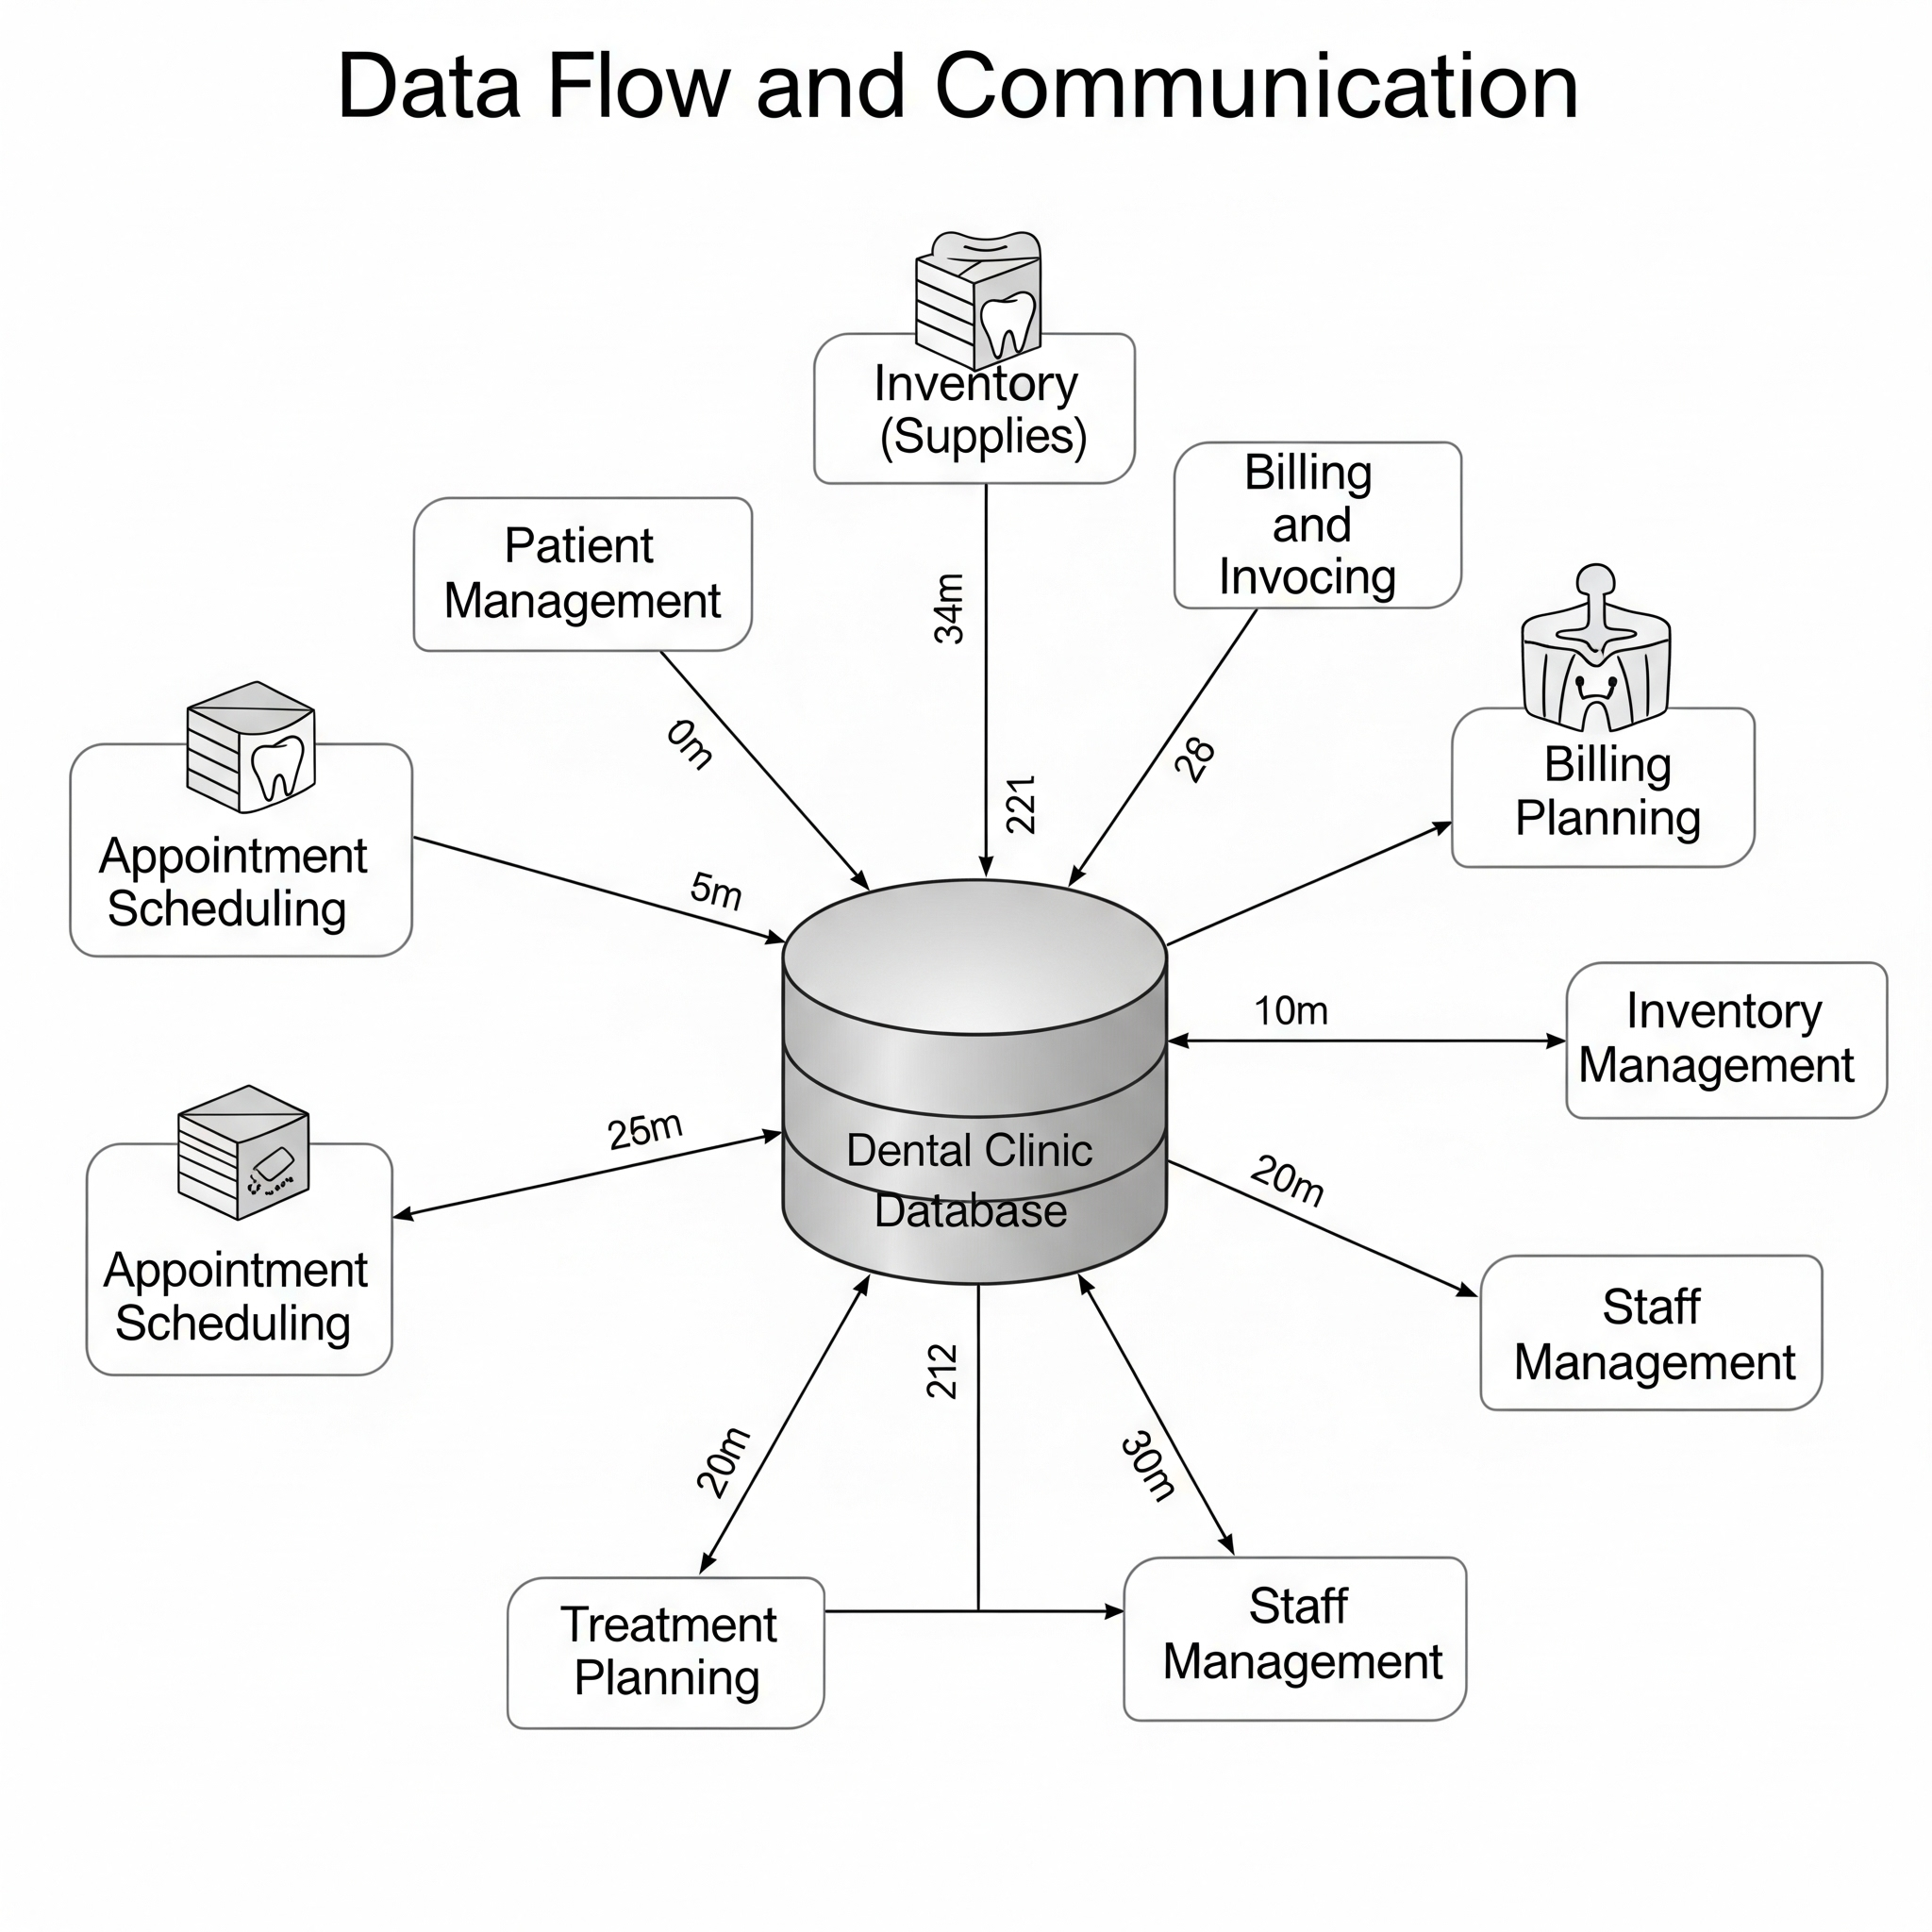 Data Flow and Communication
Inventory
(Supplies)
Billing
and
Invocing
Patient
Management
34m
221
28
0m
Billing
Planning
Appointment
Scheduling
5m
Inventory
Management
10m
Dental Clinic
Database
25m
20m
Appointment
Scheduling
Staff
Management
212
20m
30m
Treatment
Planning
Staff
Management